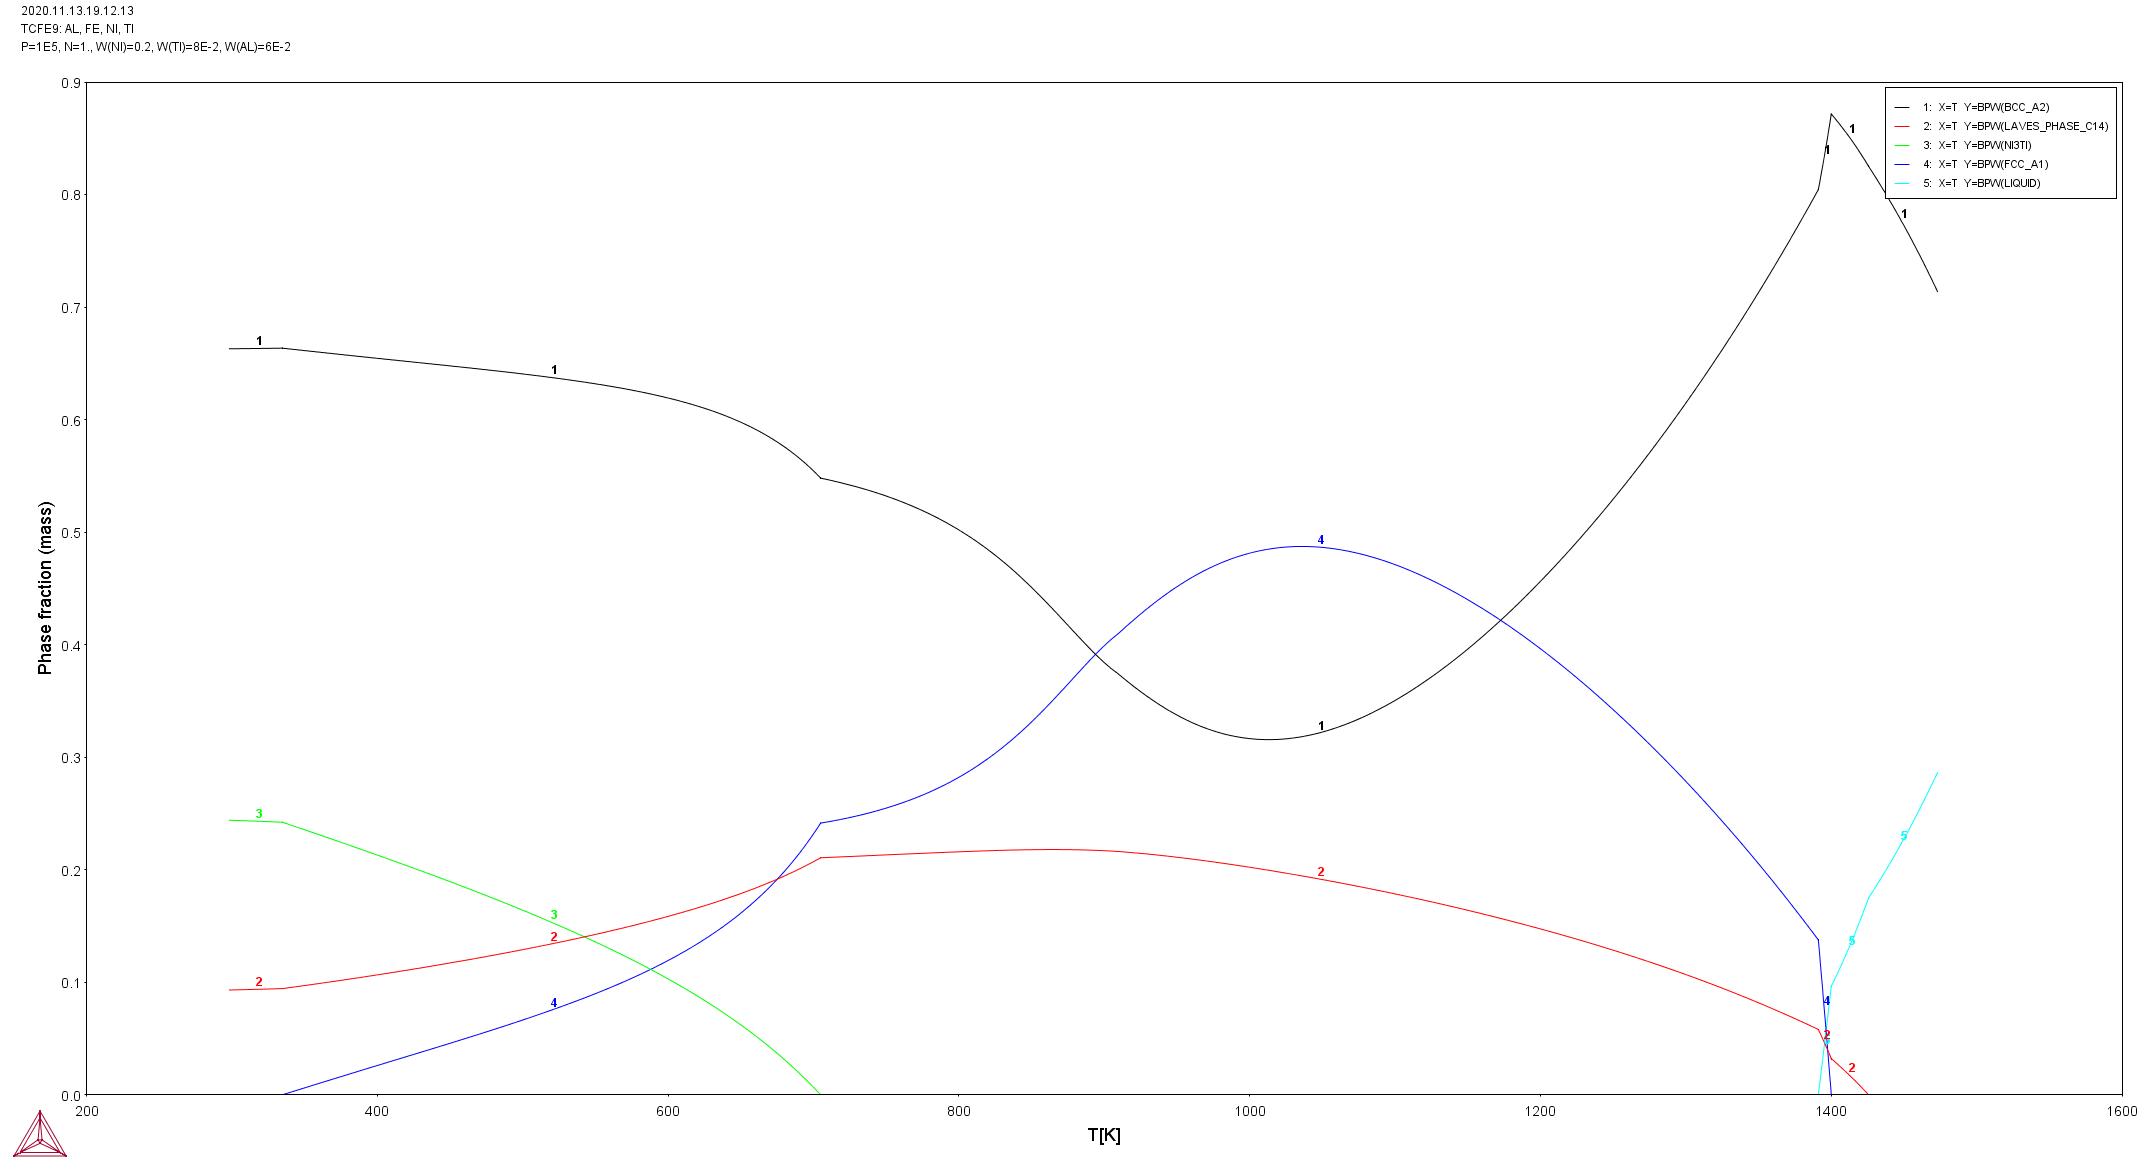 2020.11.13.19.12.13
TCFE9: AL, FE, NI, TI
P=1E5, N=1., W(NI)=0.2, W(TI)=8E-2, W(AL)=6E-2
0.9
0.8
0.7
0.6
0.5
0.4
0.3
0.2
0.1
0.0
Phase fraction (mass)
1: X=T Y=BPW(BCC_A2)
2: X=T Y=BPW(LAVES_PHASE_C14)
3: X=T Y=BPW(NI3TI)
4: X=T Y=BPW(FCC_A1)
5: X=T Y=BPW(LIQUID)
1
1
1
1
1
4
1
3
2
5
3
2
5
2
4
4
2
2
200 400 600 800 1000 1200 1400 1600
T[K]